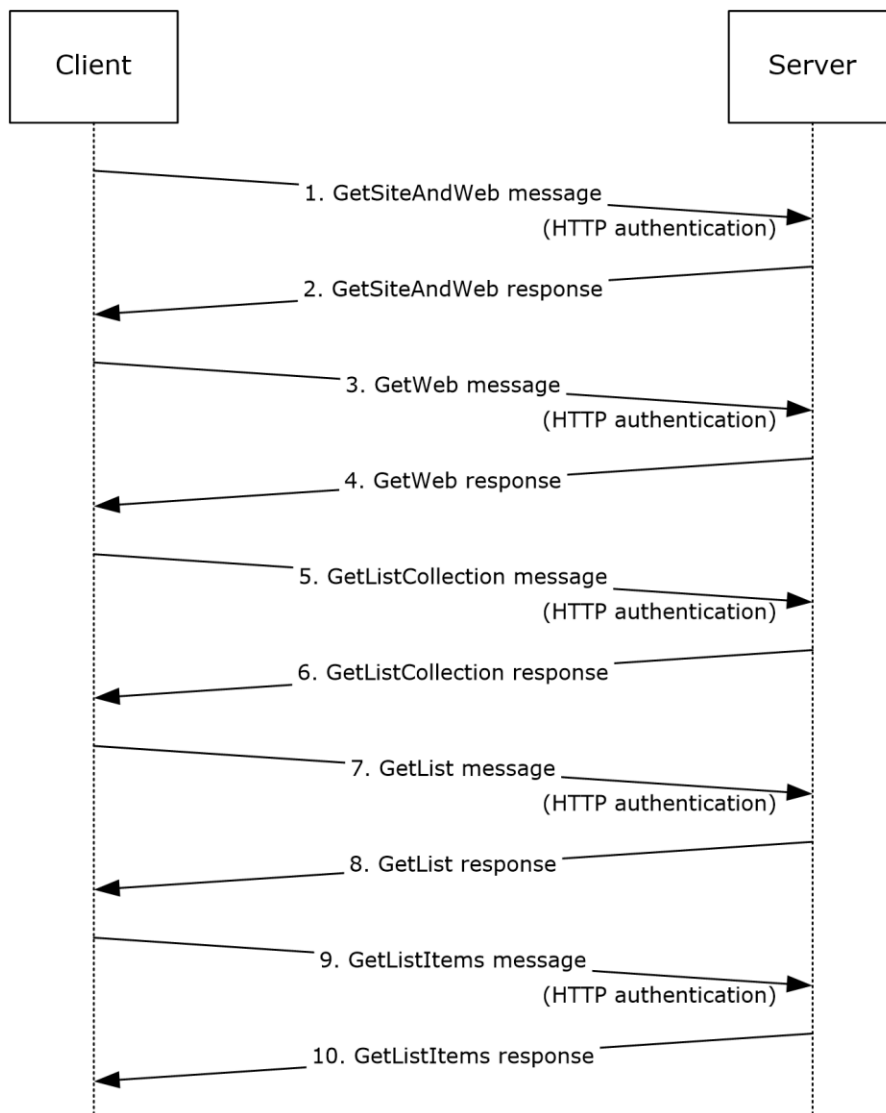 Client
Server
1. GetSiteAndWeb message
(HTTP authentication)
2. GetSiteAndWeb response
3. GetWeb message
(HTTP authentication)
4. GetWeb response
5. GetListCollection message
(HTTP authentication)
6. GetListCollection response
7. GetList message
(HTTP authentication)
8. GetList response
9. GetListItems message
(HTTP authentication)
10. GetListItems response